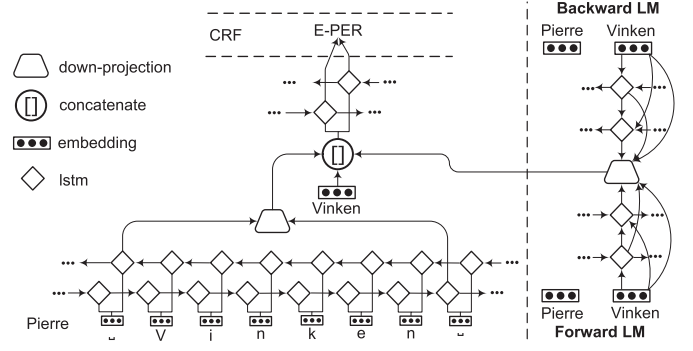 Backward LM
E-PER
CRF
Pierre
Vinken
down-projection
[]
concatenate
[]
embedding
lstm
Vinken
Pierre
␣ V i n k e n ␣
Pierre
Vinken
Forward LM